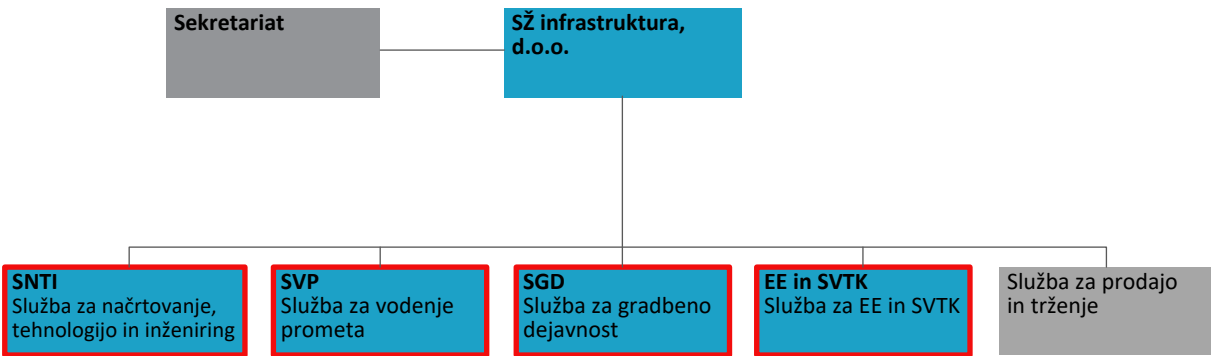 Sekretariat
SŽ infrastruktura,
d.o.o.
SNTI
Služba za načrtovanje,
tehnologijo in inženiring
SVP
Služba za vodenje
prometa
SGD
Služba za gradbeno
dejavnost
EE in SVTK
Služba za EE in SVTK
Služba za prodajo
in trženje